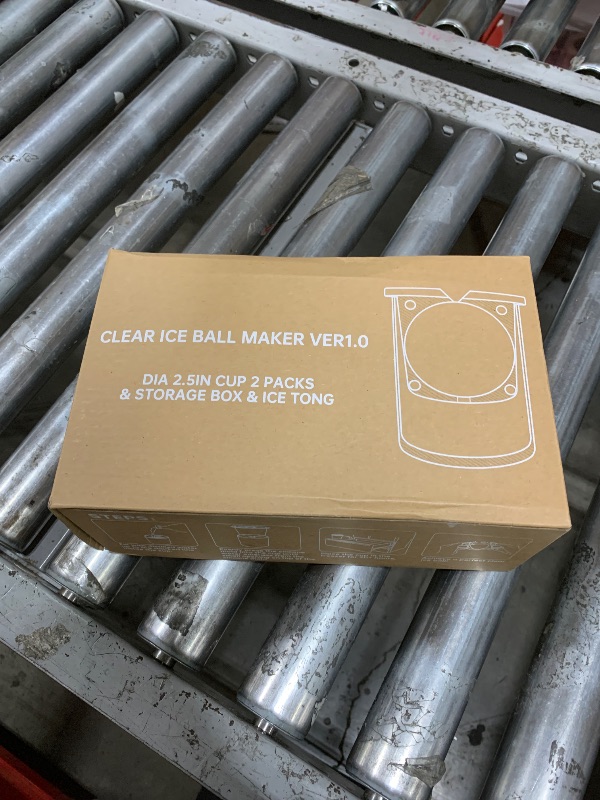 CLEAR ICE BALL MAKER VER1.0
DIA 2.5IN CUP 2 PACKS
& STORAGE BOX & ICE TONG
STEPS